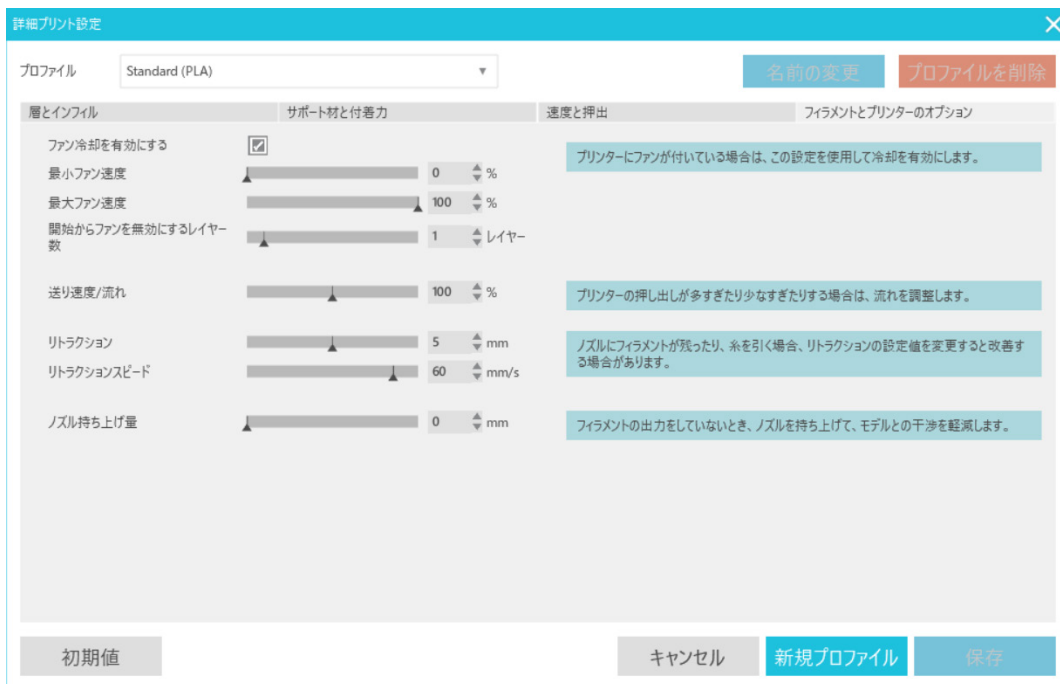 詳細プリント設定
プロファイル Standard (PLA) 名前の変更 プロファイルを削除
層とインフィル サポート材と付着力 速度と押出 フィラメントとプリンターのオプション
ファン冷却を有効にする
プリンターにファンが付いている場合は、この設定を使用して冷却を有効にします。
最小ファン速度 0 %
最大ファン速度 100 %
開始からファンを無効にするレイヤー
数 1 レイヤー
送り速度/流れ 100 %
プリンターの押し出しが多すぎたり少なすぎたりする場合は、流れを調整します。
リトラクション 5 mm
ノズルにフィラメントが残ったり、糸を引く場合、リトラクションの設定値を変更すると改善す
る場合があります。
リトラクションスピード 60 mm/s
ノズル持ち上げ量 0 mm
フィラメントの出力をしていないとき、ノズルを持ち上げて、モデルとの干渉を軽減します。
初期値 キャンセル 新規プロファイル 保存